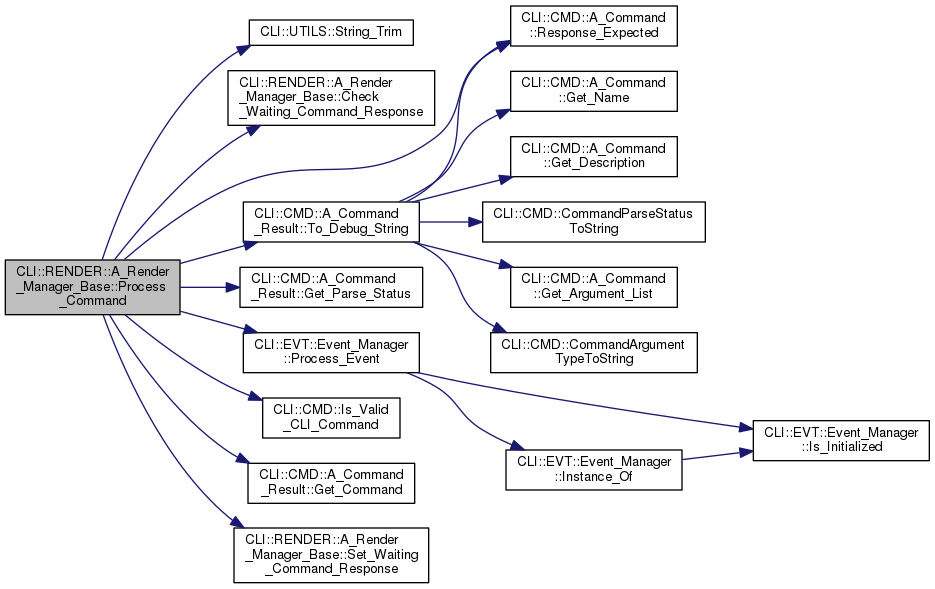 CLI::RENDER::A_Render
_Manager_Base::Process
_Command
CLI::UTILS::String_Trim
CLI::RENDER::A_Render
_Manager_Base::Check
_Waiting_Command_Response
CLI::CMD::A_Command
_Result::To_Debug_String
CLI::CMD::A_Command
_Result::Get_Parse_Status
CLI::EVT::Event_Manager
::Process_Event
CLI::CMD::Is_Valid
_CLI_Command
CLI::CMD::A_Command
_Result::Get_Command
CLI::RENDER::A_Render
_Manager_Base::Set_Waiting
_Command_Response
CLI::CMD::A_Command
::Response_Expected
CLI::CMD::A_Command
::Get_Name
CLI::CMD::A_Command
::Get_Description
CLI::CMD::CommandParseStatus
ToString
CLI::CMD::A_Command
::Get_Argument_List
CLI::CMD::CommandArgument
TypeToString
CLI::EVT::Event_Manager
::Instance_Of
CLI::EVT::Event_Manager
::Is_Initialized